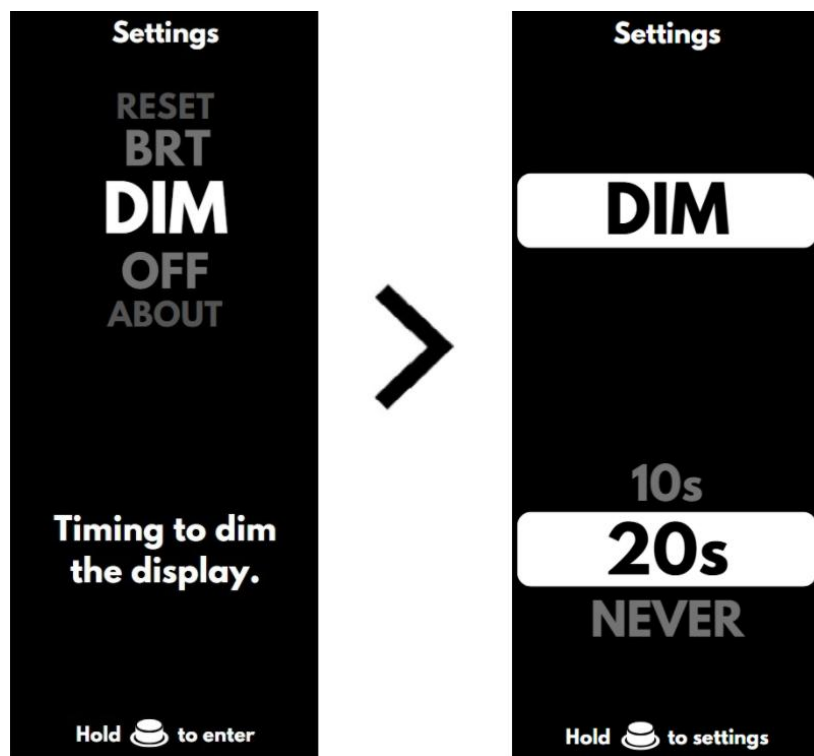 Settings
RESET
BRT
DIM
OFF
ABOUT
Timing to dim
the display.
Hold to enter
Settings
DIM
10s
20s
NEVER
Hold to settings